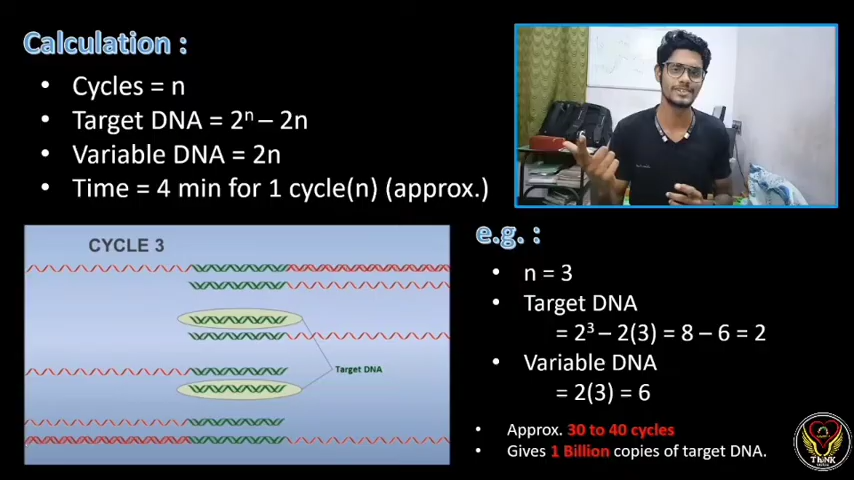 Calculation :
• Cycles = n
• Target DNA = 2ⁿ – 2n
• Variable DNA = 2n
• Time = 4 min for 1 cycle(n) (approx.)
CYCLE 3
Target DNA
e.g. :
• n = 3
• Target DNA
= 2³ – 2(3) = 8 – 6 = 2
• Variable DNA
= 2(3) = 6
• Approx. 30 to 40 cycles
• Gives 1 Billion copies of target DNA.
ThiNK